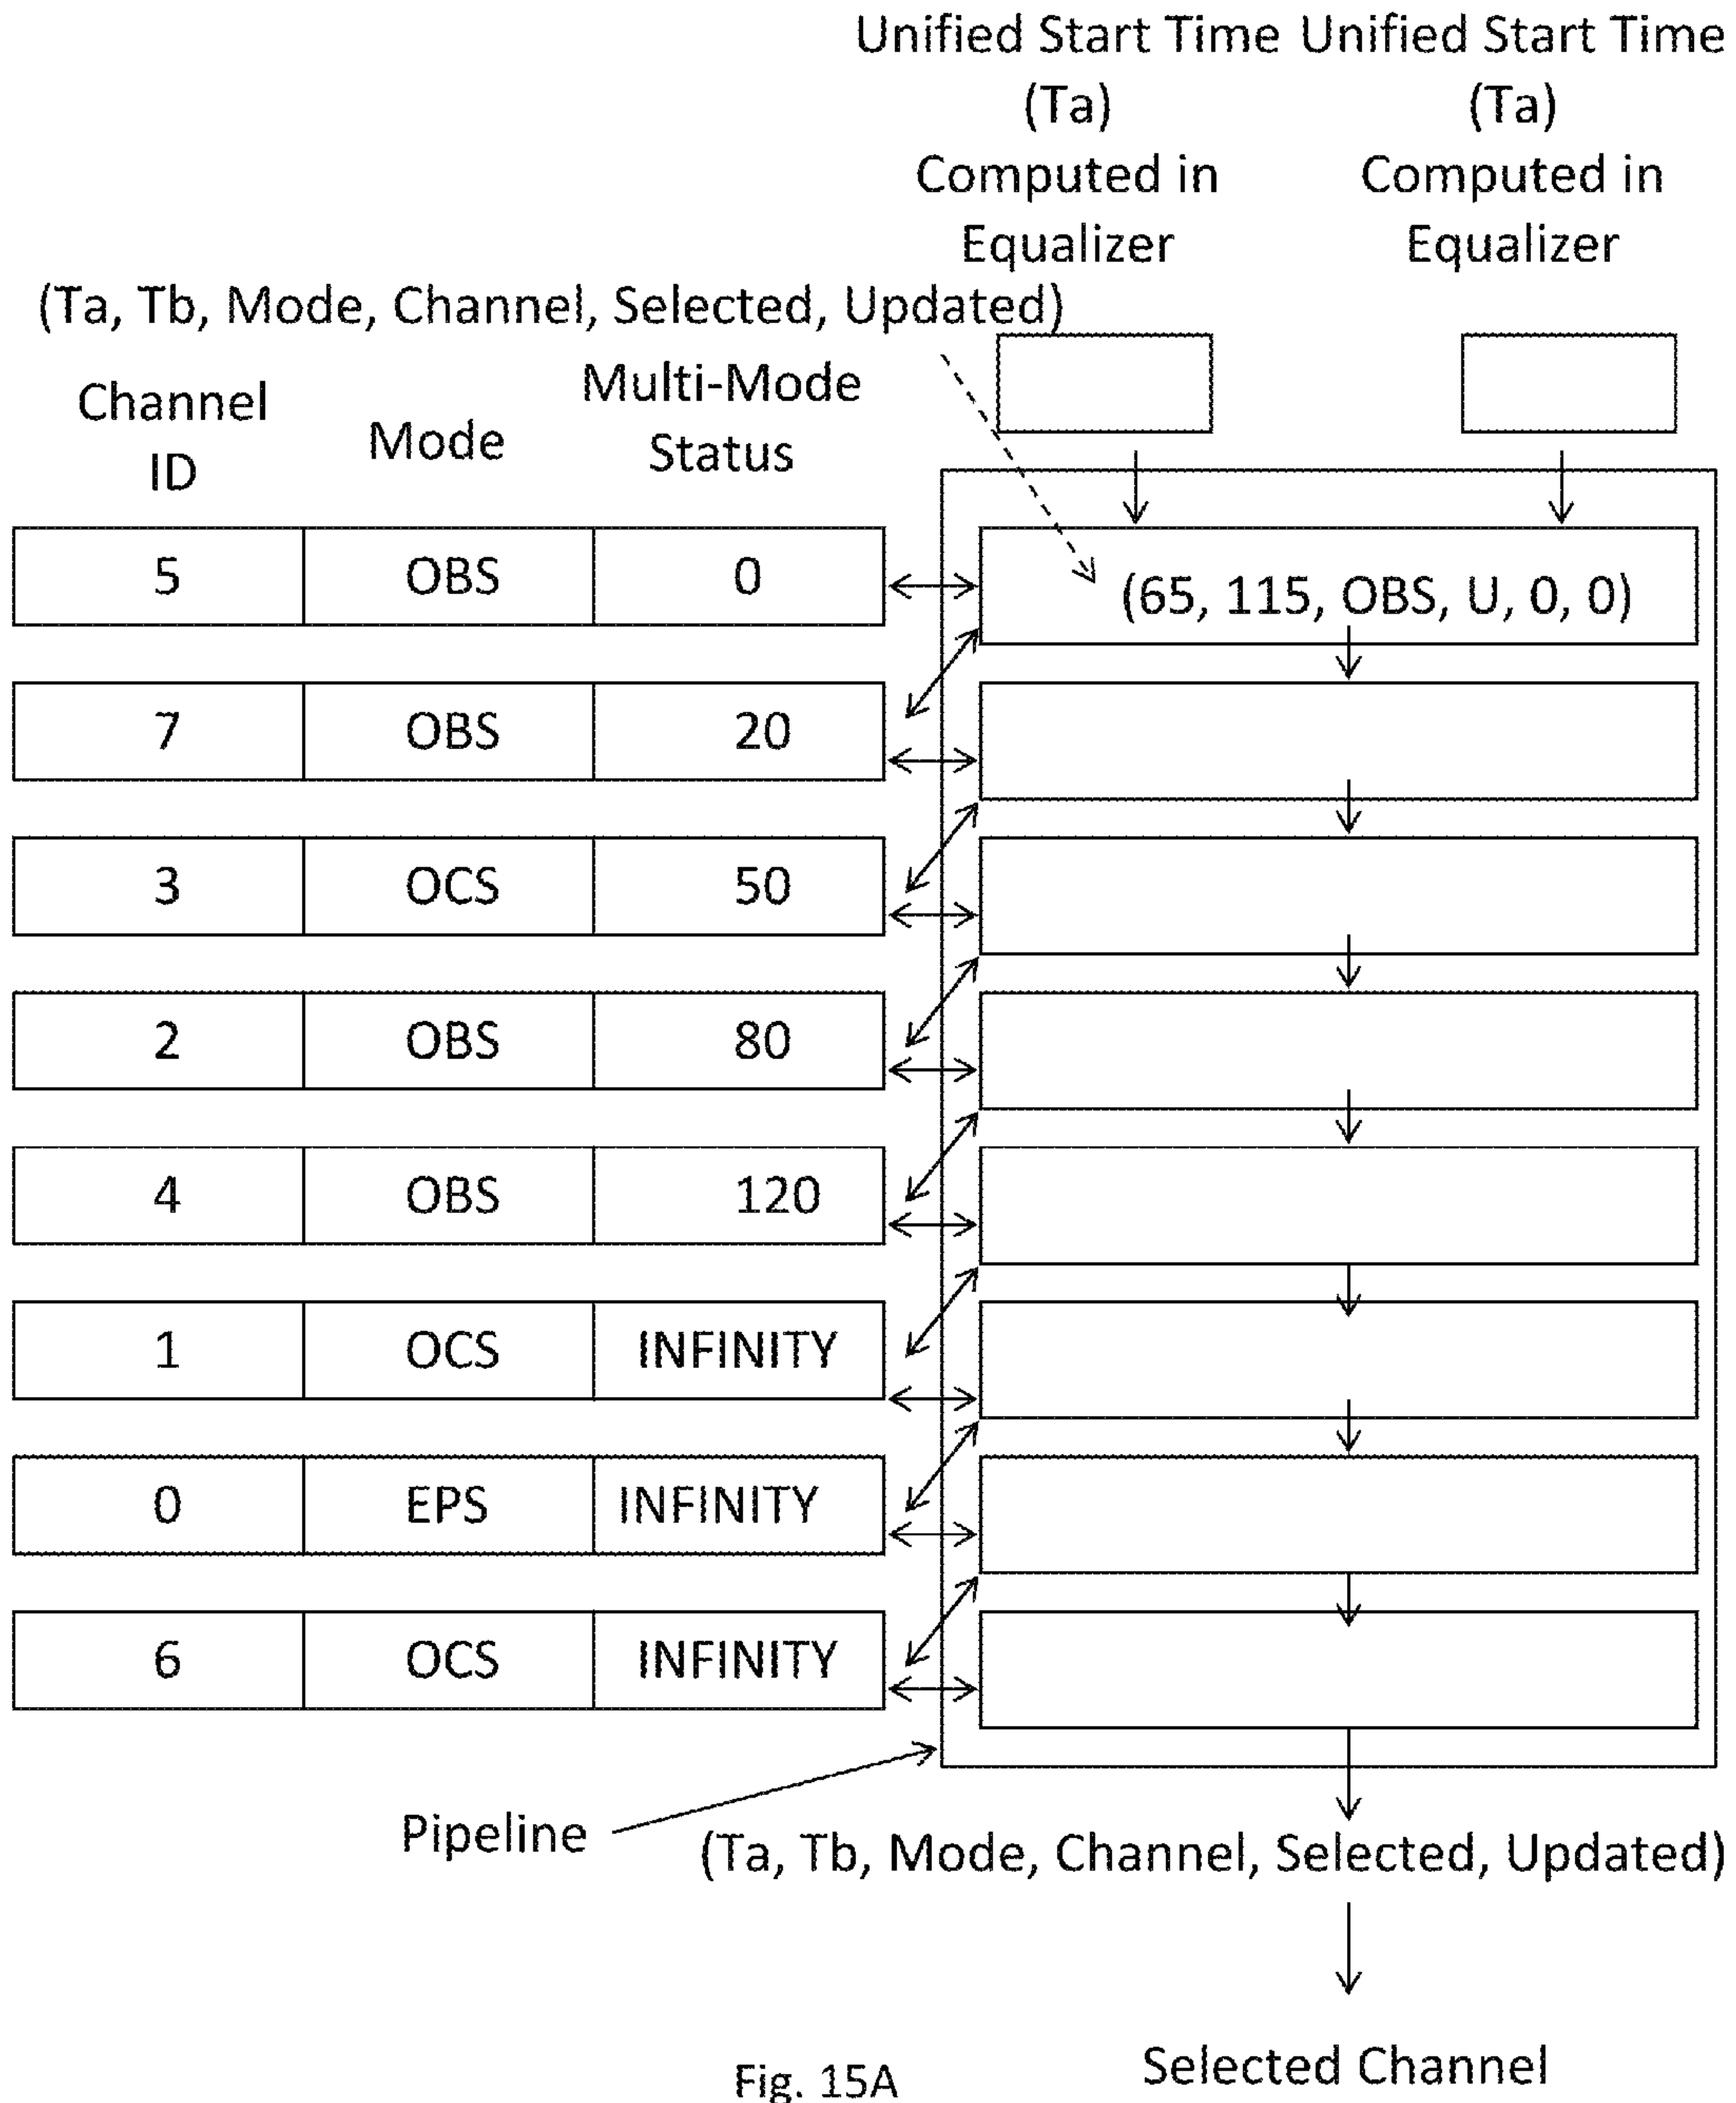 Unified Start Time Unified Start Time
(Ta) (Ta)
Computed in Computed in
Equalizer Equalizer
(Ta, Tb, Mode, Channel, Selected, Updated)
Channel
ID
Mode
Multi-Mode
Status
5 OBS 0
(65, 115, OBS, U, 0, 0)
7 OBS 20
3 OCS 50
2 OBS 80
4 OBS 120
1 OCS INFINITY
0 EPS INFINITY
6 OCS INFINITY
Pipeline
(Ta, Tb, Mode, Channel, Selected, Updated)
Selected Channel
Fig. 15A